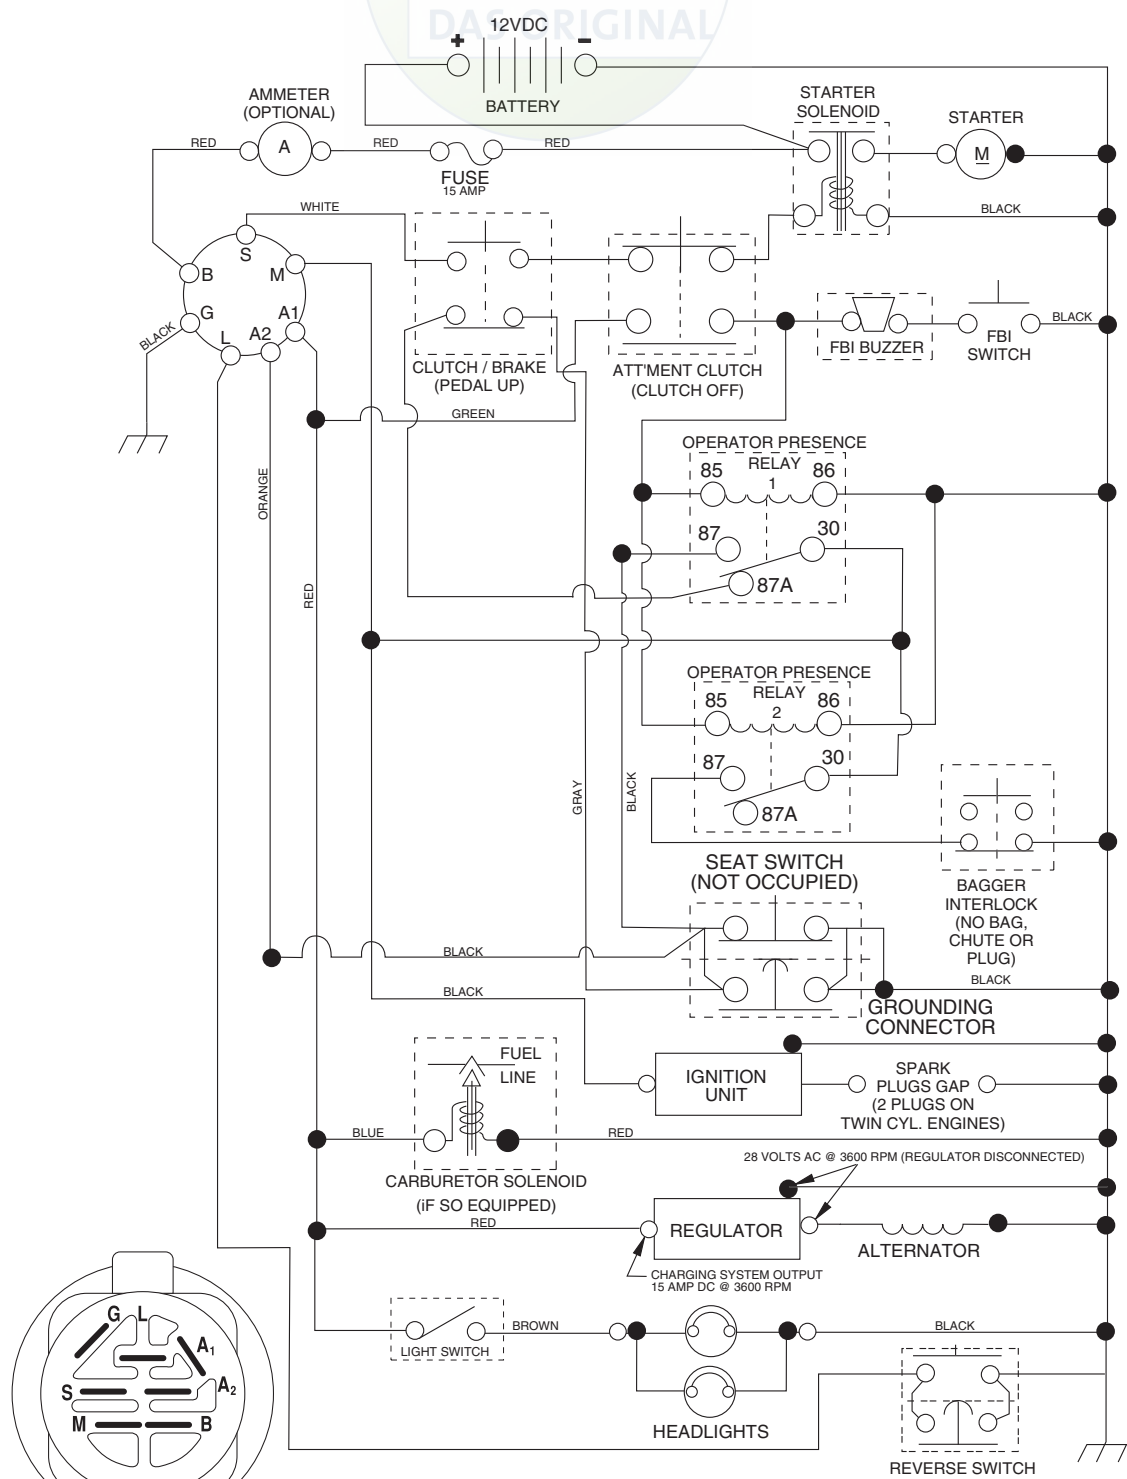 DAS ORIGINAL
12VDC
+
-
BATTERY
AMMETER
(OPTIONAL)
STARTER
SOLENOID
STARTER
RED
A
RED
FUSE
15 AMP
RED
M
WHITE
BLACK
S
B
M
G
A1
L
A2
BLACK
FBI BUZZER
FBI
SWITCH
BLACK
CLUTCH / BRAKE
(PEDAL UP)
ATT'MENT CLUTCH
(CLUTCH OFF)
GREEN
ORANGE
RED
OPERATOR PRESENCE
RELAY
1
85
86
87
30
87A
OPERATOR PRESENCE
RELAY
2
85
86
87
30
87A
GRAY
BLACK
SEAT SWITCH
(NOT OCCUPIED)
BAGGER
INTERLOCK
(NO BAG,
CHUTE OR
PLUG)
BLACK
BLACK
BLACK
GROUNDING
CONNECTOR
FUEL
LINE
IGNITION
UNIT
SPARK
PLUGS GAP
(2 PLUGS ON
TWIN CYL. ENGINES)
BLUE
RED
CARBURETOR SOLENOID
(iF SO EQUIPPED)
28 VOLTS AC @ 3600 RPM (REGULATOR DISCONNECTED)
RED
REGULATOR
ALTERNATOR
CHARGING SYSTEM OUTPUT
15 AMP DC @ 3600 RPM
LIGHT SWITCH
BROWN
BLACK
HEADLIGHTS
REVERSE SWITCH
G
L
A1
S
A2
M
B